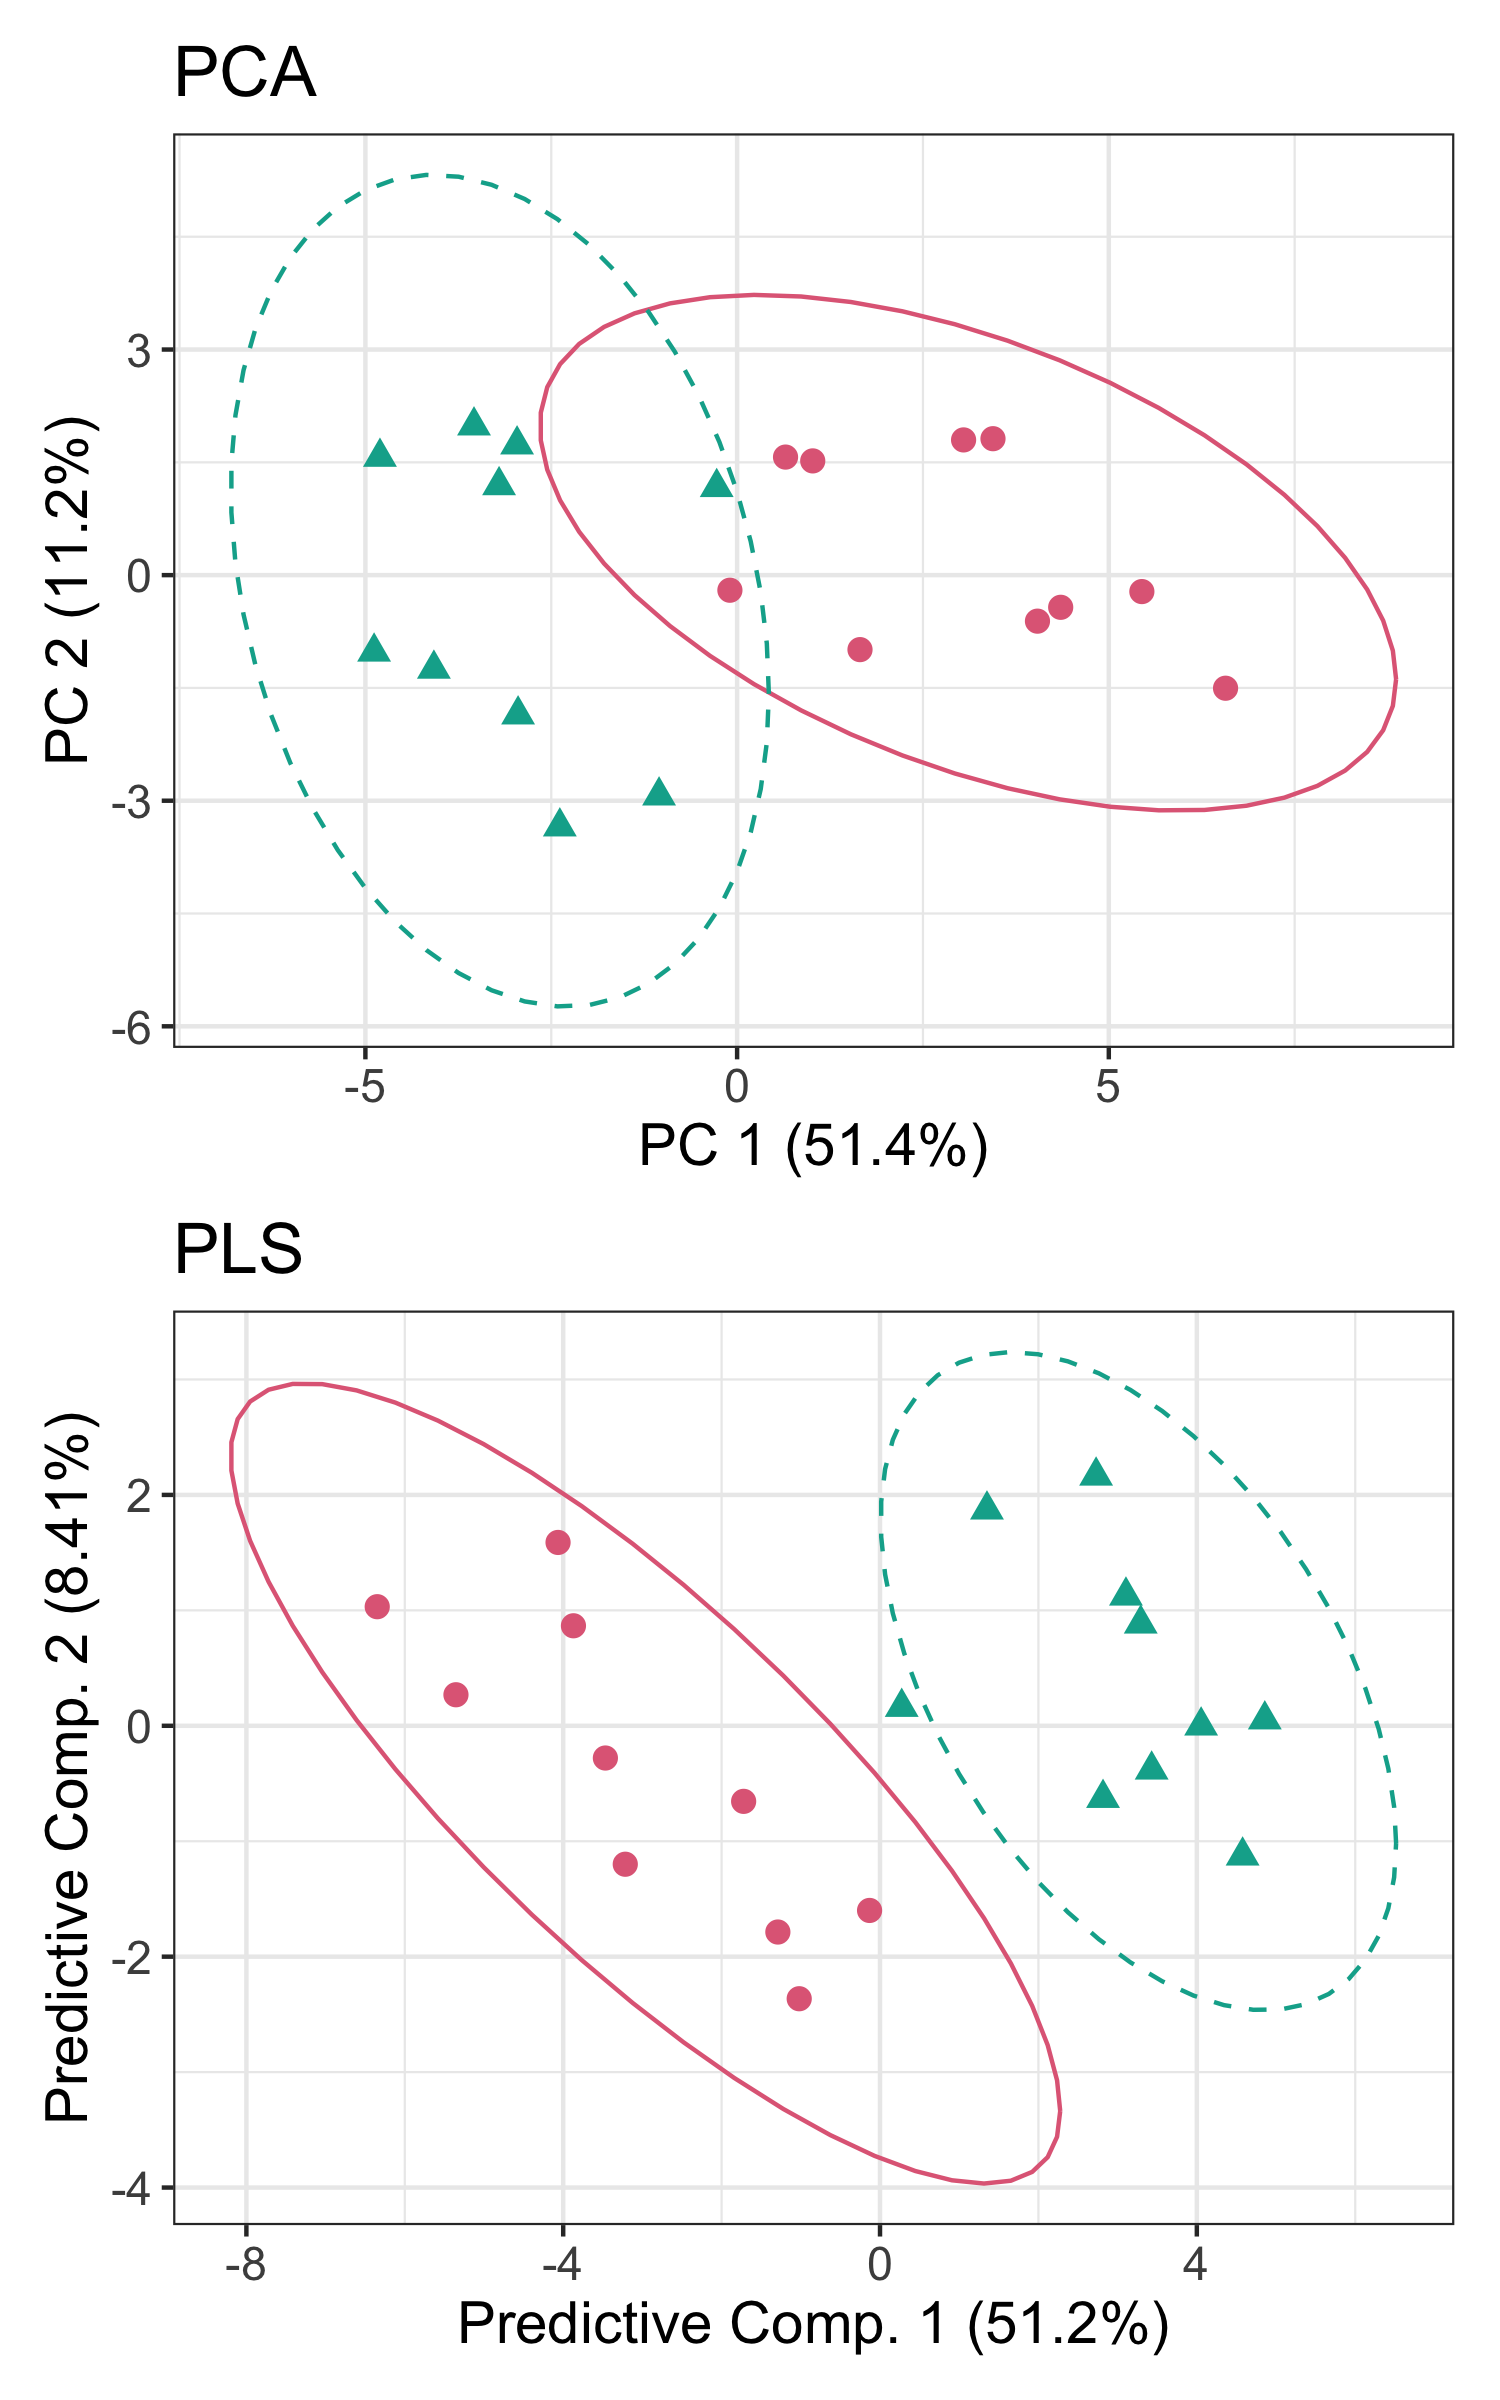 PCA
PC 2 (11.2%)
3
0
-3
-6
-5 0 5
PC 1 (51.4%)
PLS
Predictive Comp. 2 (8.41%)
2
0
-2
-4
-8 -4 0 4
Predictive Comp. 1 (51.2%)